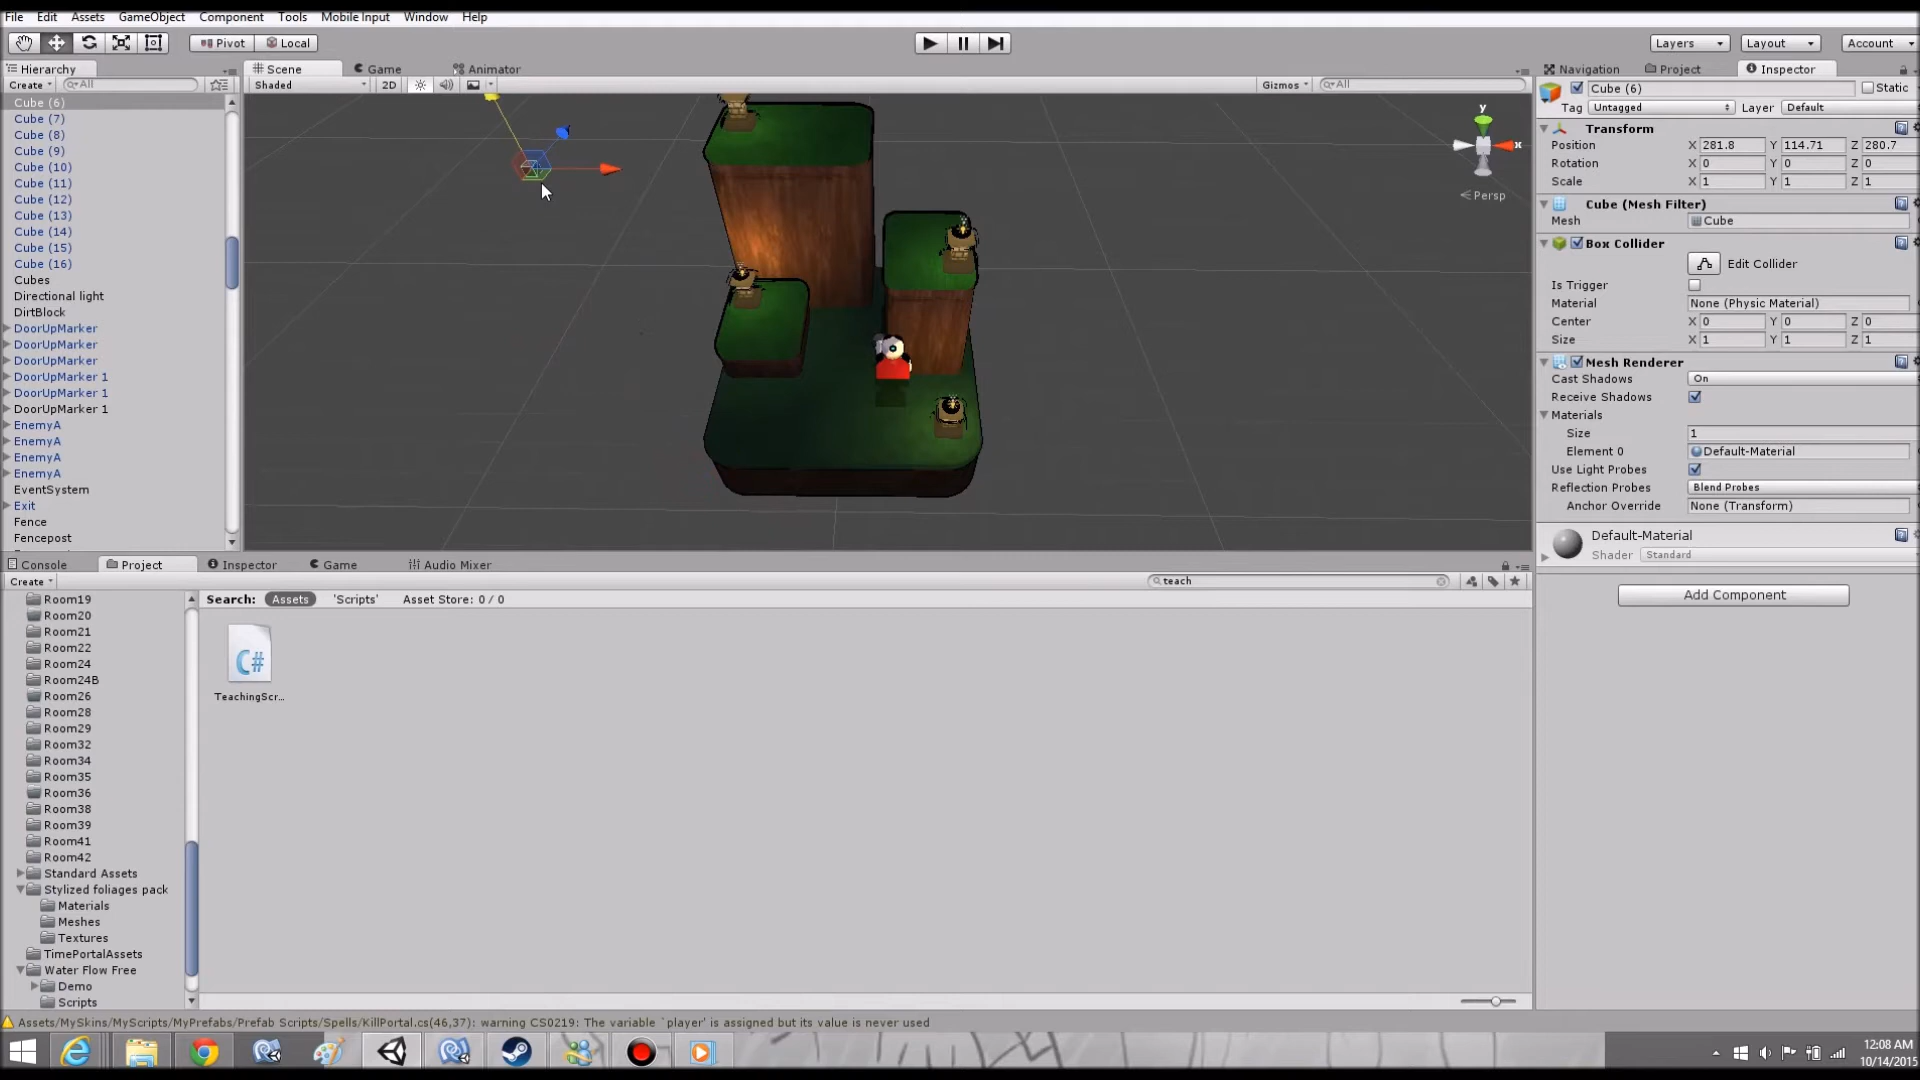 File Edit Assets GameObject Component Tools Mobile Input Window Help
Pivot Local Layers Layout Account
Hierarchy Scene Game Animator Navigation Project Inspector
Create All Shaded 2D Gizmos All
Cube (6)
Cube (7)
Cube (8)
Cube (9)
Cube (10)
Cube (11)
Cube (12)
Cube (13)
Cube (14)
Cube (15)
Cube (16)
Cubes
Directional light
DirtBlock
DoorUpMarker
DoorUpMarker
DoorUpMarker
DoorUpMarker 1
DoorUpMarker 1
DoorUpMarker 1
EnemyA
EnemyA
EnemyA
EnemyA
EventSystem
Exit
Fence
Fencepost
y
x
Persp
Cube (6) Static
Tag Untagged Layer Default
Transform
Position X 281.8 Y 114.71 Z 280.7
Rotation X 0 Y 0 Z 0
Scale X 1 Y 1 Z 1
Cube (Mesh Filter)
Mesh Cube
Box Collider
Edit Collider
Is Trigger
Material None (Physic Material)
Center X 0 Y 0 Z 0
Size X 1 Y 1 Z 1
Mesh Renderer
Cast Shadows On
Receive Shadows
Materials
Size 1
Element 0 Default-Material
Use Light Probes
Reflection Probes Blend Probes
Anchor Override None (Transform)
Default-Material
Shader Standard
Add Component
Console Project Inspector Game Audio Mixer
Create teach
Search: Assets 'Scripts' Asset Store: 0 / 0
Room19
Room20
Room21
Room22
Room24
Room24B
Room26
Room28
Room29
Room32
Room34
Room35
Room36
Room38
Room39
Room41
Room42
Standard Assets
Stylized foliages pack
Materials
Meshes
Textures
TimePortalAssets
Water Flow Free
Demo
Scripts
C#
TeachingScr...
Assets/MySkins/MyScripts/MyPrefabs/Prefab Scripts/Spells/KillPortal.cs(46,37): warning CS0219: The variable `player' is assigned but its value is never used
12:08 AM
10/14/2015